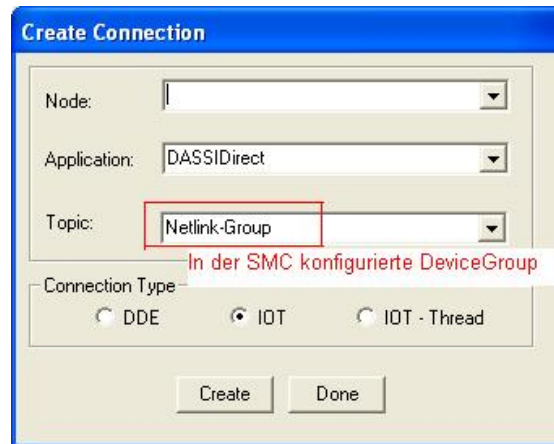 Create Connection
Node:
Application: DASSIDirect
Topic: Netlink-Group
In der SMC konfigurierte DeviceGroup
Connection Type
DDE IOT IOT - Thread
Create Done